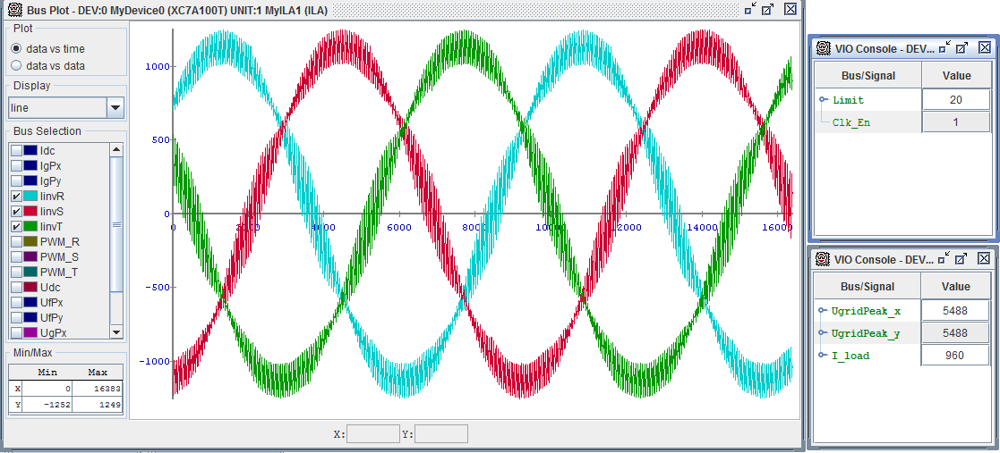 Bus Plot - DEV:0 MyDevice0 (XC7A100T) UNIT:1 MyILA1 (ILA)
Plot
data vs time
data vs data
Display
line
Bus Selection
Idc
IgPx
IgPy
IinvR
IinvS
IinvT
PWM_R
PWM_S
PWM_T
Udc
UfPx
UfPy
UgPx
Min/Max
Min Max
X 0 16383
Y -1252 1249
1000
500
0
-500
-1000
0 2000 4000 6000 8000 10000 12000 14000 16000
X: Y:
VIO Console - DEV...
Bus/Signal Value
Limit 20
Clk_En 1
VIO Console - DEV...
Bus/Signal Value
UgridPeak_x 5488
UgridPeak_y 5488
I_load 960